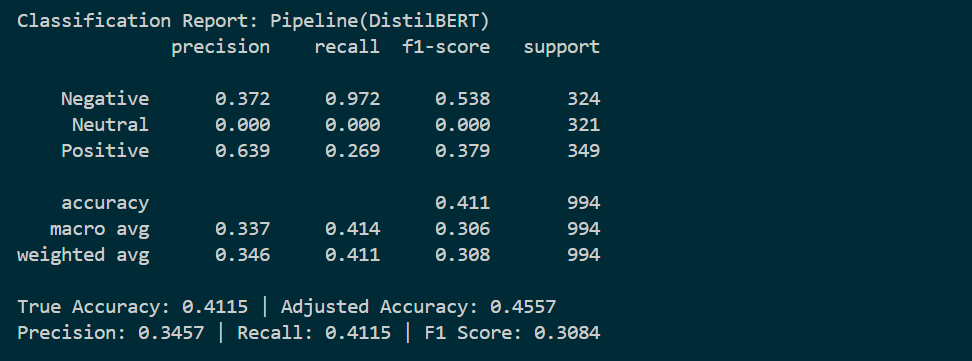 Classification Report: Pipeline(DistilBERT)
precision recall f1-score support
Negative 0.372 0.972 0.538 324
Neutral 0.000 0.000 0.000 321
Positive 0.639 0.269 0.379 349
accuracy 0.411 994
macro avg 0.337 0.414 0.306 994
weighted avg 0.346 0.411 0.308 994
True Accuracy: 0.4115 | Adjusted Accuracy: 0.4557
Precision: 0.3457 | Recall: 0.4115 | F1 Score: 0.3084